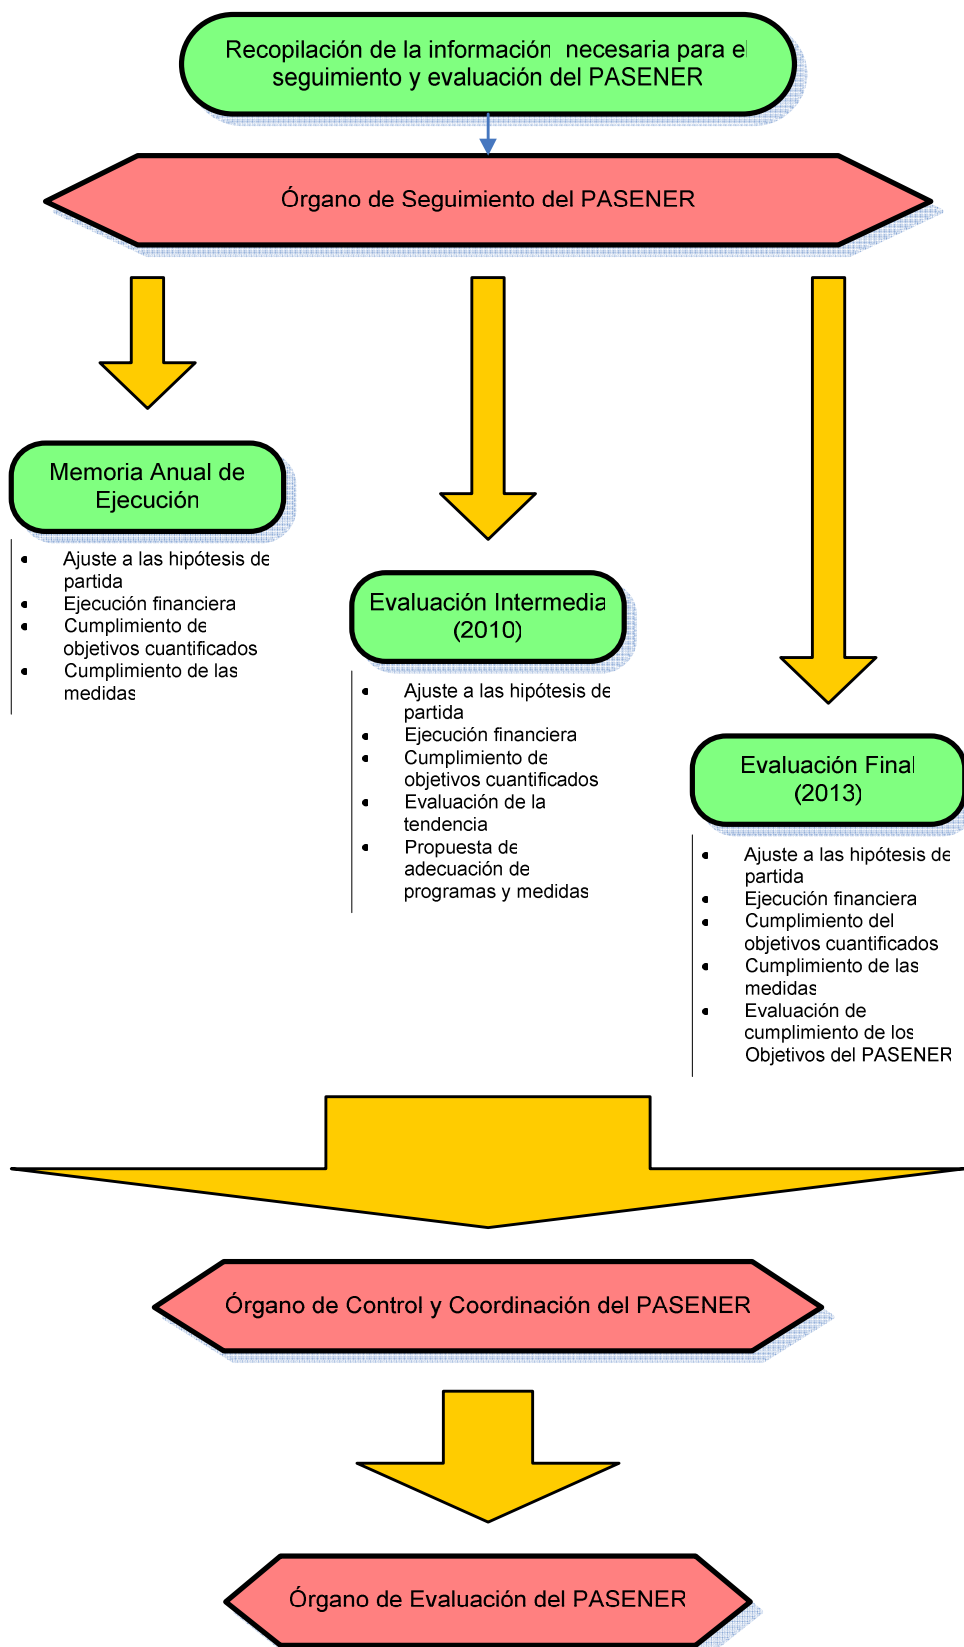 Recopilación de la información necesaria para el
seguimiento y evaluación del PASENER
Órgano de Seguimiento del PASENER
Memoria Anual de
Ejecución
• Ajuste a las hipótesis de
partida
• Ejecución financiera
• Cumplimiento de
objetivos cuantificados
• Cumplimiento de las
medidas
Evaluación Intermedia
(2010)
• Ajuste a las hipótesis de
partida
• Ejecución financiera
• Cumplimiento de
objetivos cuantificados
• Evaluación de la
tendencia
• Propuesta de
adecuación de
programas y medidas
Evaluación Final
(2013)
• Ajuste a las hipótesis de
partida
• Ejecución financiera
• Cumplimiento del
objetivos cuantificados
• Cumplimiento de las
medidas
• Evaluación de
cumplimiento de los
Objetivos del PASENER
Órgano de Control y Coordinación del PASENER
Órgano de Evaluación del PASENER